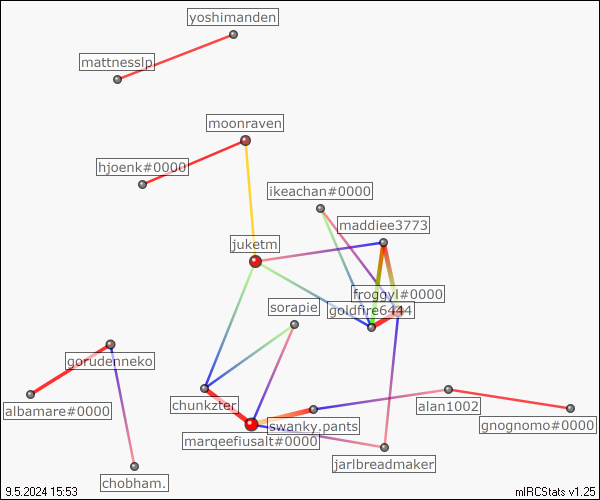 yoshimanden
mattnesslp
moonraven
hjoenk#0000
ikeachan#0000
maddiee3773
juketm
froggyl#0000
sorapie
goldfire6444
gorudenneko
albamare#0000
chunkzter
alan1002
swanky.pants
gnognomo#0000
marqeefiusalt#0000
jarlbreadmaker
chobham.
9.5.2024 15:53
mIRCStats v1.25